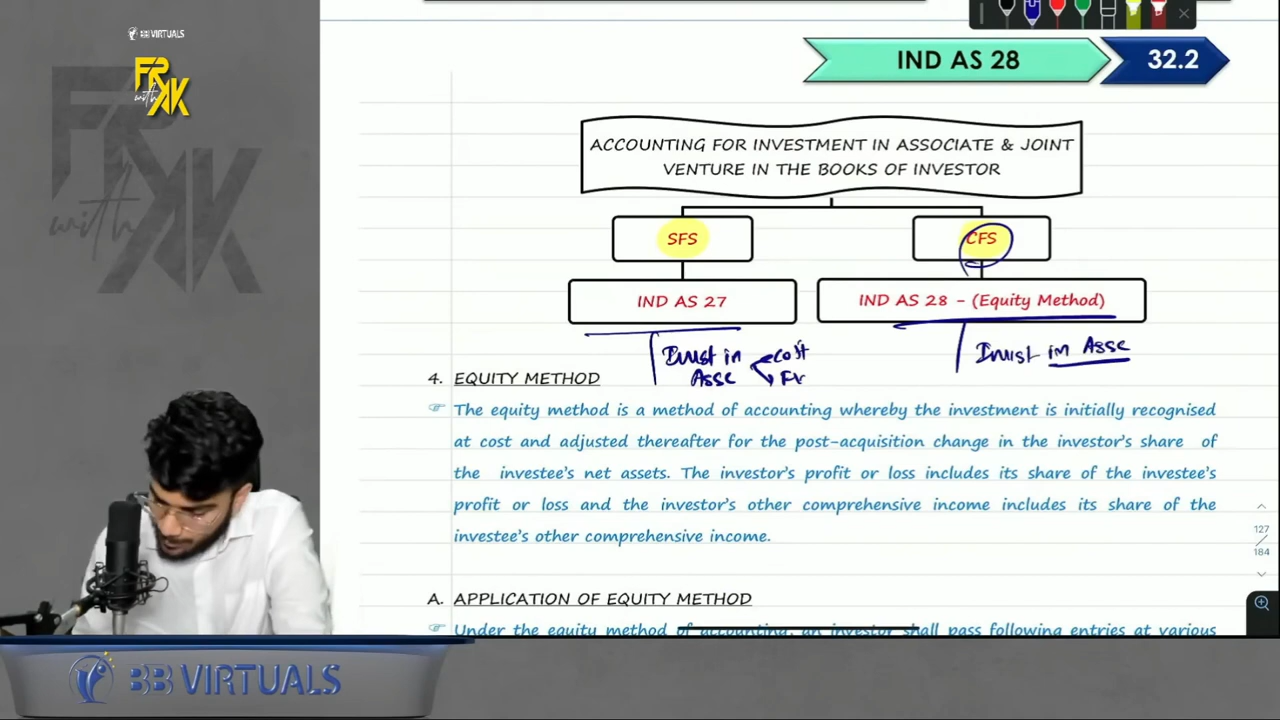 BB VIRTUALS
FR
with
AK
IND AS 28
32.2
ACCOUNTING FOR INVESTMENT IN ASSOCIATE & JOINT
VENTURE IN THE BOOKS OF INVESTOR
SFS
CFS
IND AS 27
IND AS 28 - (Equity Method)
in
Asso
cost
FV
in Asso
4. EQUITY METHOD
☞ The equity method is a method of accounting whereby the investment is initially recognised
at cost and adjusted thereafter for the post-acquisition change in the investor's share of
the investee's net assets. The investor's profit or loss includes its share of the investee's
profit or loss and the investor's other comprehensive income includes its share of the
investee's other comprehensive income.
A. APPLICATION OF EQUITY METHOD
☞ Under the equity method of accounting, an investor shall pass following entries at various
127
184
FR
with
AK
BB VIRTUALS